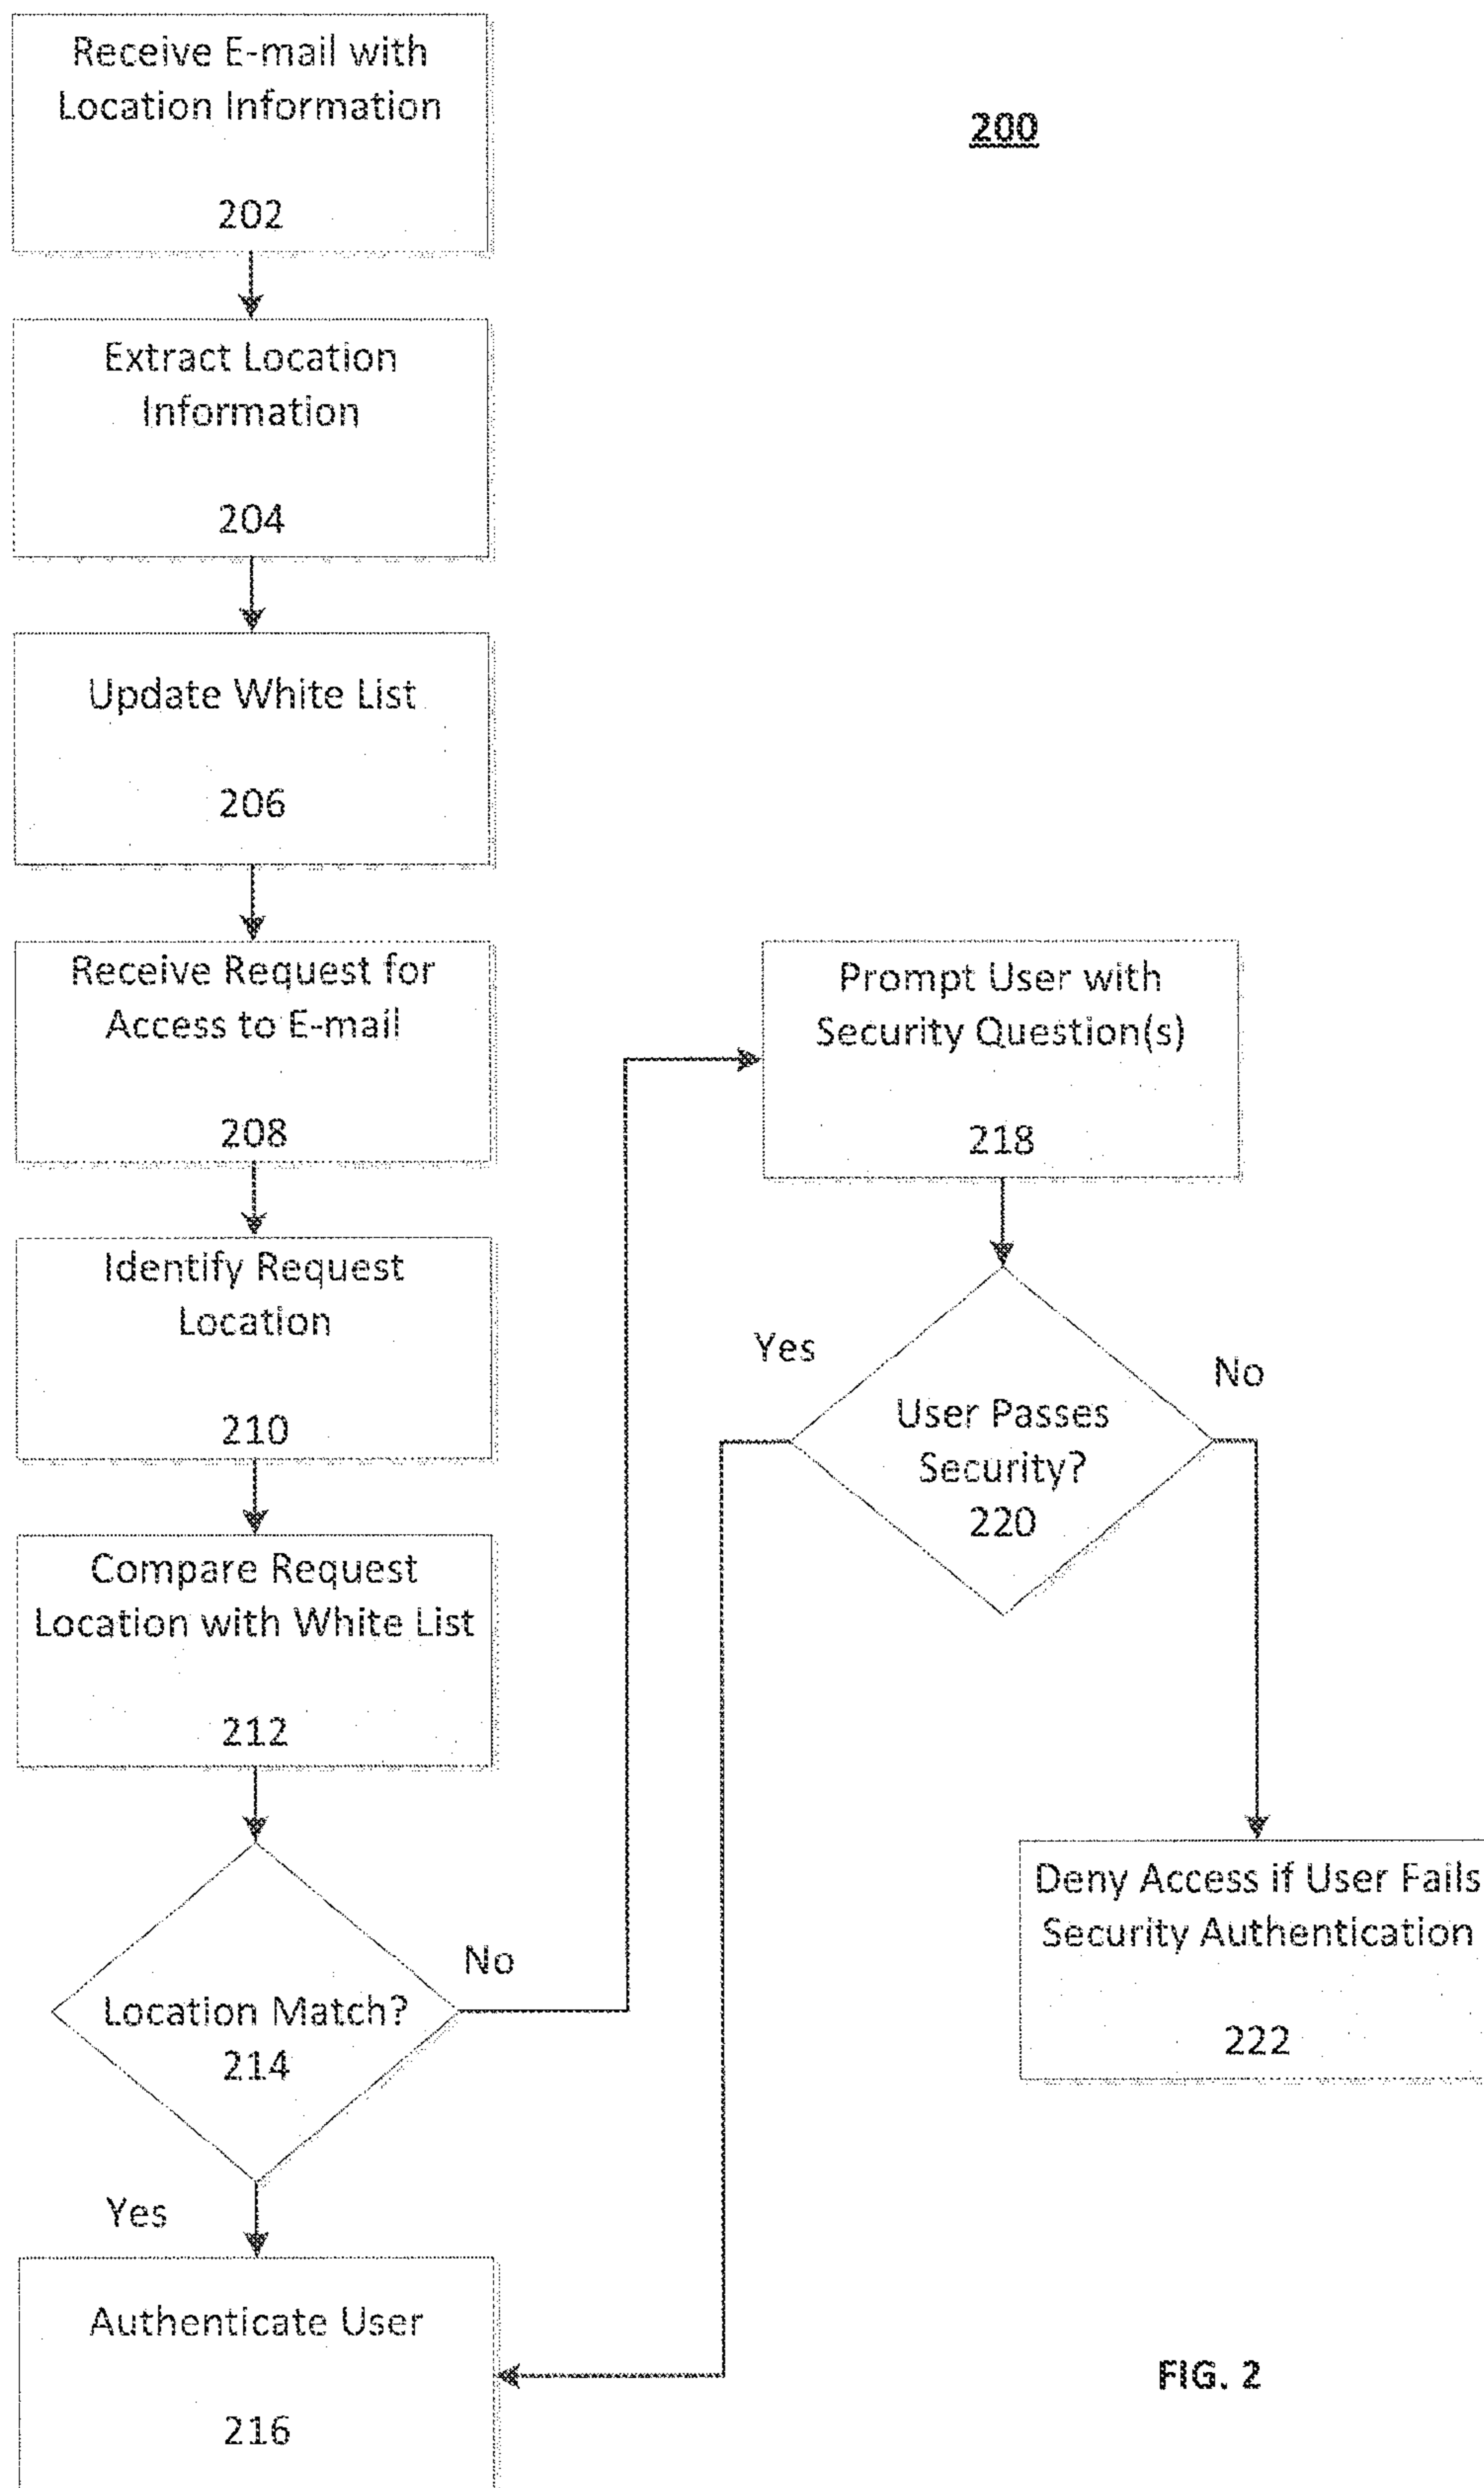 Receive E-mail with
Location Information
202
200
Extract Location
Information
204
Update White List
206
Receive Request for
Access to E-mail
208
Prompt User with
Security Question(s)
218
Identify Request
Location
210
Yes
No
User Passes
Security?
220
Compare Request
Location with White List
212
Location Match?
214
No
Yes
Deny Access if User Fails
Security Authentication
222
Authenticate User
216
FIG. 2